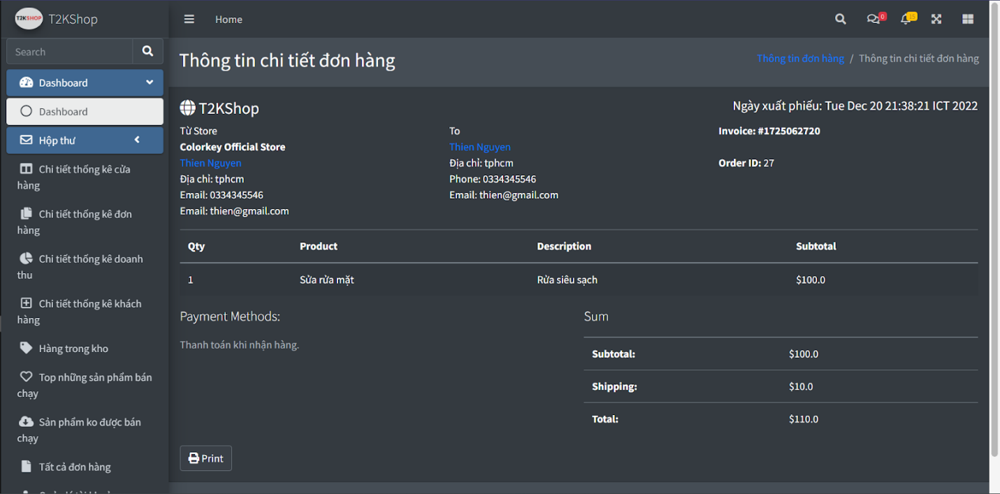 T2KSHOP T2KShop
Home
0
15
Search
Thông tin chi tiết đơn hàng
Thông tin đơn hàng / Thông tin chi tiết đơn hàng
Dashboard
Dashboard
Hộp thư
Chi tiết thống kê cửa
hàng
Chi tiết thống kê đơn
hàng
Chi tiết thống kê doanh
thu
Chi tiết thống kê khách
hàng
Hàng trong kho
Top những sản phẩm bán
chạy
Sản phẩm ko được bán
chạy
Tất cả đơn hàng
T2KShop
Ngày xuất phiếu: Tue Dec 20 21:38:21 ICT 2022
Từ Store
Colorkey Official Store
Thien Nguyen
Địa chỉ: tphcm
Email: 0334345546
Email: thien@gmail.com
To
Thien Nguyen
Địa chỉ: tphcm
Phone: 0334345546
Email: thien@gmail.com
Invoice: #1725062720
Order ID: 27
Qty Product Description Subtotal
1 Sửa rửa mặt Rửa siêu sạch $100.0
Payment Methods:
Thanh toán khi nhận hàng.
Sum
Subtotal: $100.0
Shipping: $10.0
Total: $110.0
Print